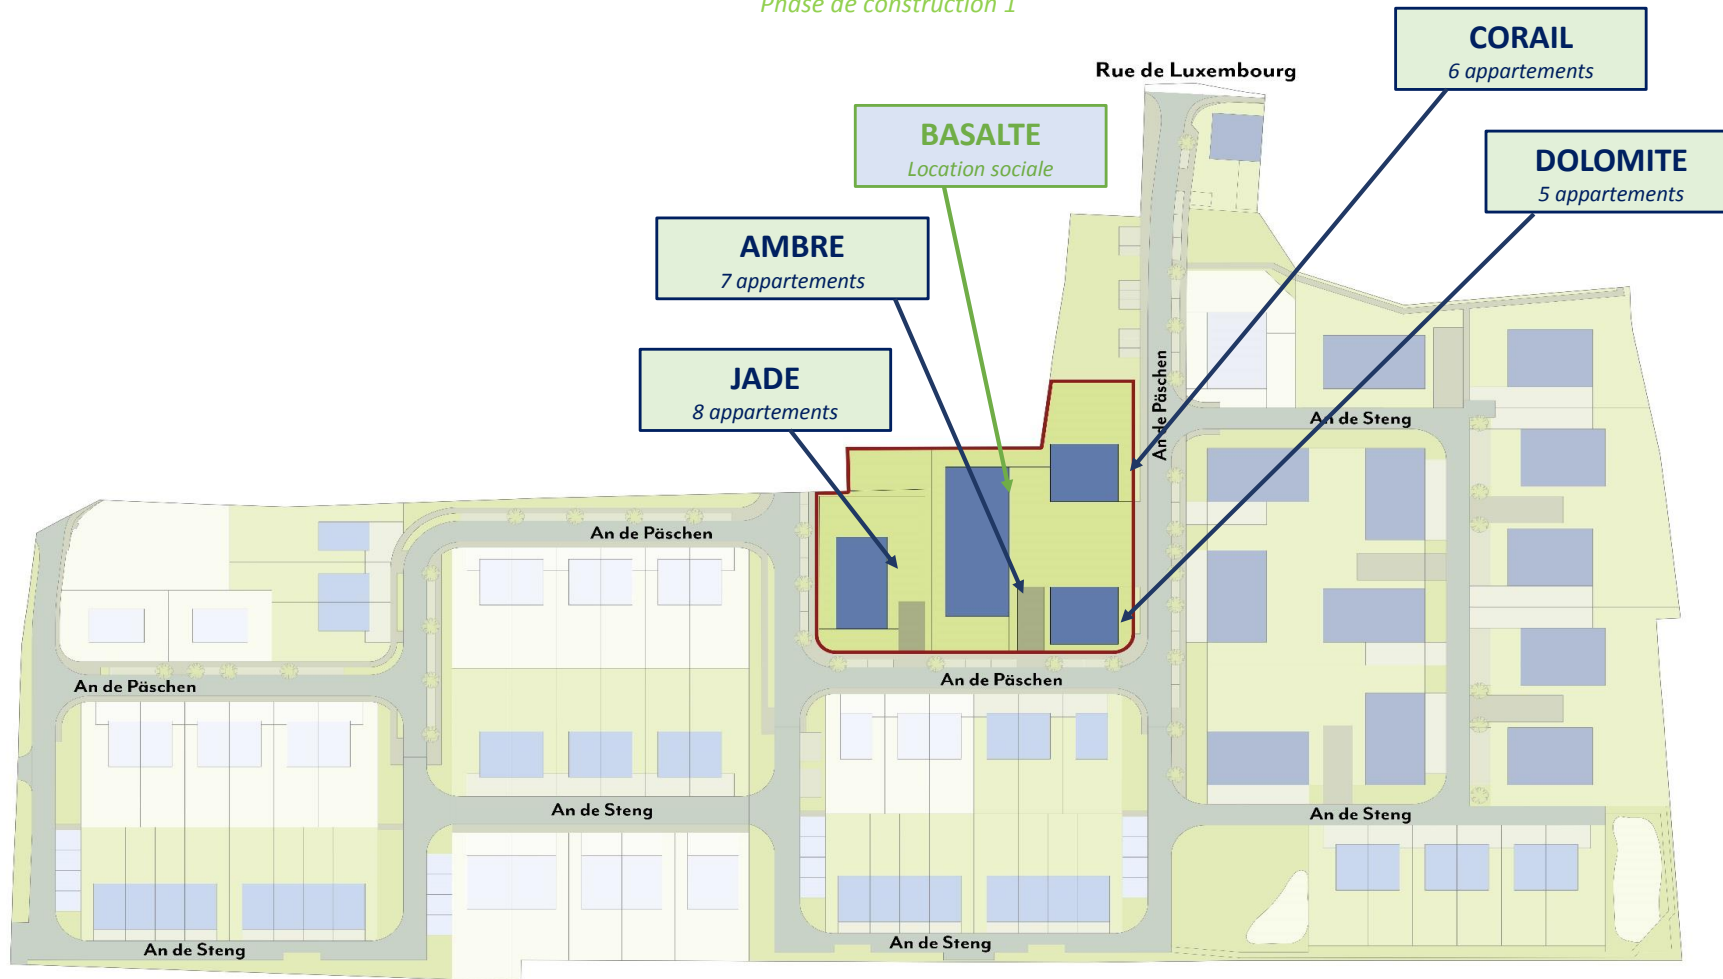 Phase de construction 1
CORAIL
6 appartements
Rue de Luxembourg
BASALTE
Location sociale
DOLOMITE
5 appartements
AMBRE
7 appartements
JADE
8 appartements
An de Päschen
An de Steng
An de Päschen
An de Päschen
An de Päschen
An de Steng
An de Steng
An de Steng
An de Steng